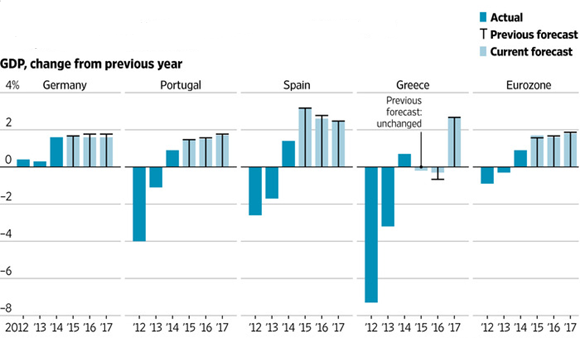 Actual
Previous forecast
Current forecast
GDP, change from previous year
4% Germany Portugal Spain Greece Eurozone
Previous
forecast:
unchanged
2
0
–2
–4
–6
–8
2012 '13 '14 '15 '16 '17 '12 '13 '14 '15 '16 '17 '12 '13 '14 '15 '16 '17 '12 '13 '14 '15 '16 '17 '12 '13 '14 '15 '16 '17